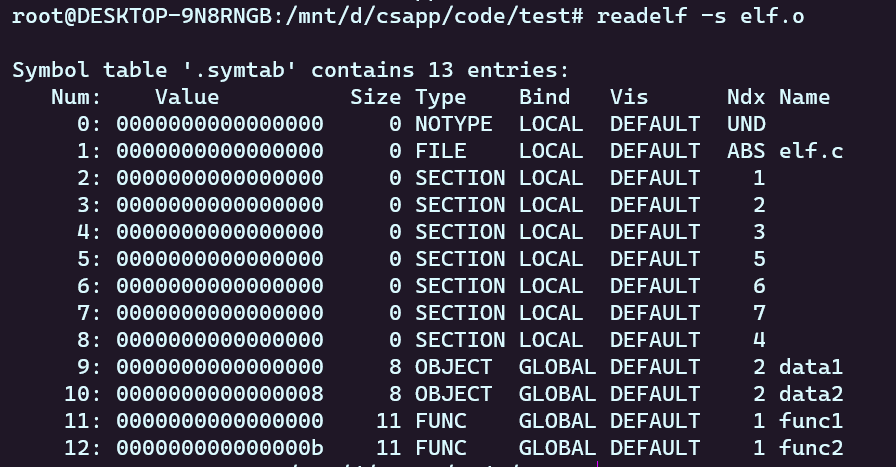 root@DESKTOP-9N8RNGB:/mnt/d/csapp/code/test# readelf -s elf.o
Symbol table '.symtab' contains 13 entries:
   Num:    Value          Size Type    Bind   Vis      Ndx Name
     0: 0000000000000000     0 NOTYPE  LOCAL  DEFAULT  UND
     1: 0000000000000000     0 FILE    LOCAL  DEFAULT  ABS elf.c
     2: 0000000000000000     0 SECTION LOCAL  DEFAULT    1
     3: 0000000000000000     0 SECTION LOCAL  DEFAULT    2
     4: 0000000000000000     0 SECTION LOCAL  DEFAULT    3
     5: 0000000000000000     0 SECTION LOCAL  DEFAULT    5
     6: 0000000000000000     0 SECTION LOCAL  DEFAULT    6
     7: 0000000000000000     0 SECTION LOCAL  DEFAULT    7
     8: 0000000000000000     0 SECTION LOCAL  DEFAULT    4
     9: 0000000000000000     8 OBJECT  GLOBAL DEFAULT    2 data1
    10: 0000000000000008     8 OBJECT  GLOBAL DEFAULT    2 data2
    11: 0000000000000000    11 FUNC    GLOBAL DEFAULT    1 func1
    12: 000000000000000b    11 FUNC    GLOBAL DEFAULT    1 func2